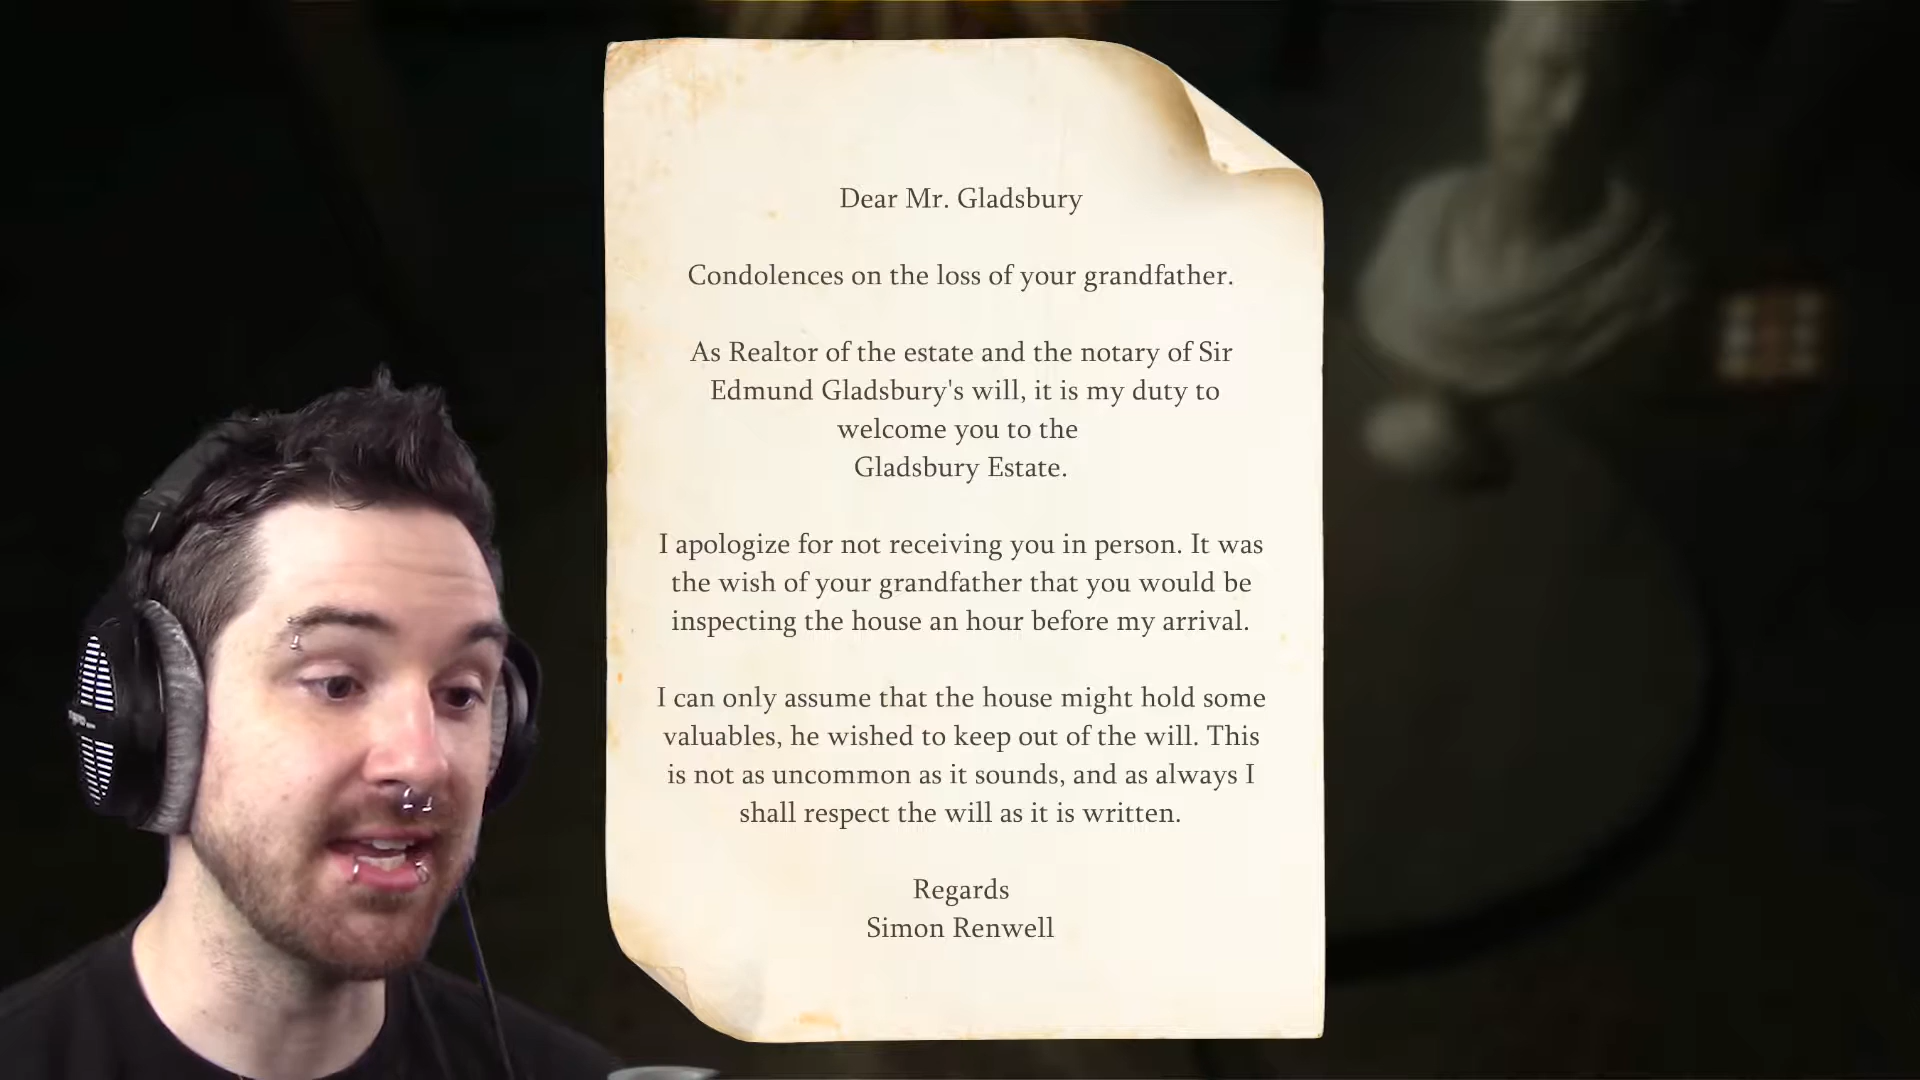 Dear Mr. Gladsbury
Condolences on the loss of your grandfather.
As Realtor of the estate and the notary of Sir
Edmund Gladsbury's will, it is my duty to
welcome you to the
Gladsbury Estate.
I apologize for not receiving you in person. It was
the wish of your grandfather that you would be
inspecting the house an hour before my arrival.
I can only assume that the house might hold some
valuables, he wished to keep out of the will. This
is not as uncommon as it sounds, and as always I
shall respect the will as it is written.
Regards
Simon Renwell